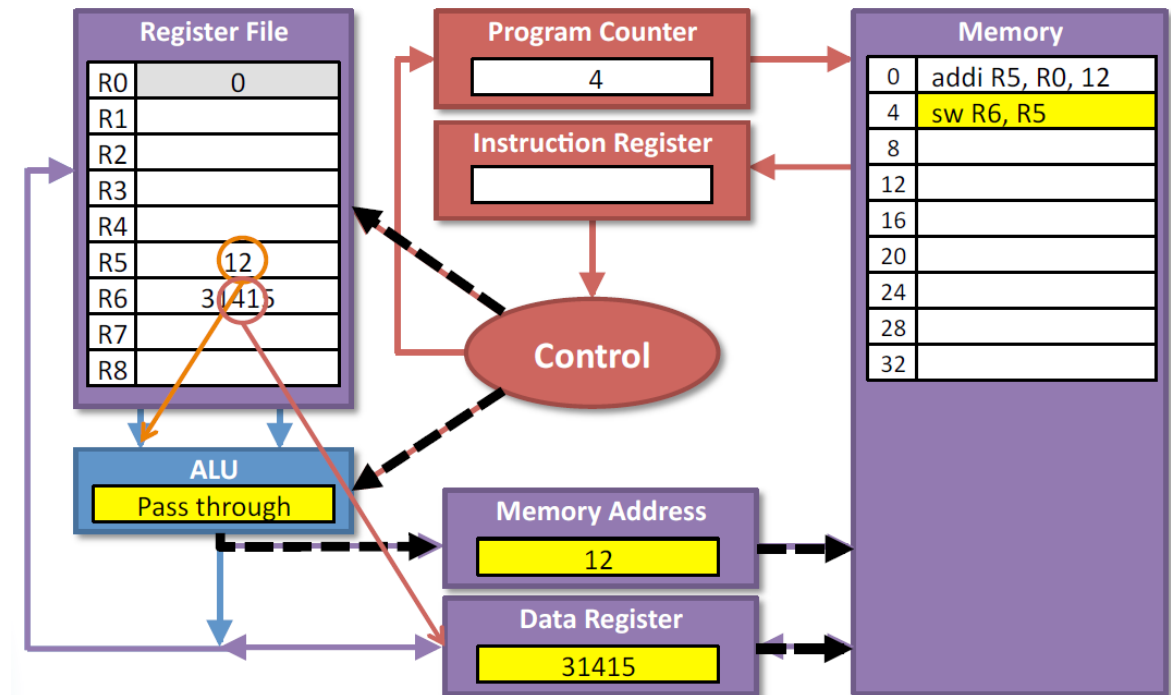 Register File
R0 0
R1
R2
R3
R4
R5 12
R6 31415
R7
R8
Program Counter
4
Instruction Register
Control
ALU
Pass through
Memory Address
12
Data Register
31415
Memory
0 addi R5, R0, 12
4 sw R6, R5
8
12
16
20
24
28
32